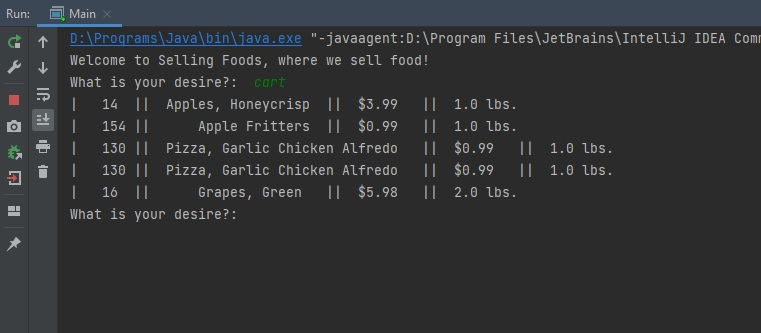 Run: Main
D:\Programs\Java\bin\java.exe "-javaagent:D:\Program Files\JetBrains\IntelliJ IDEA Com
Welcome to Selling Foods, where we sell food!
What is your desire?:  cart
|   14  ||  Apples, Honeycrisp  ||  $3.99   ||  1.0 lbs.
|   154 ||      Apple Fritters  ||  $0.99   ||  1.0 lbs.
|   130 ||  Pizza, Garlic Chicken Alfredo   ||  $0.99   ||  1.0 lbs.
|   130 ||  Pizza, Garlic Chicken Alfredo   ||  $0.99   ||  1.0 lbs.
|   16  ||      Grapes, Green   ||  $5.98   ||  2.0 lbs.
What is your desire?: